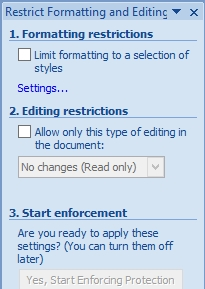 Restrict Formatting and Editing
1. Formatting restrictions
Limit formatting to a selection of
styles
Settings...
2. Editing restrictions
Allow only this type of editing in
the document:
No changes (Read only)
3. Start enforcement
Are you ready to apply these
settings? (You can turn them off
later)
Yes, Start Enforcing Protection